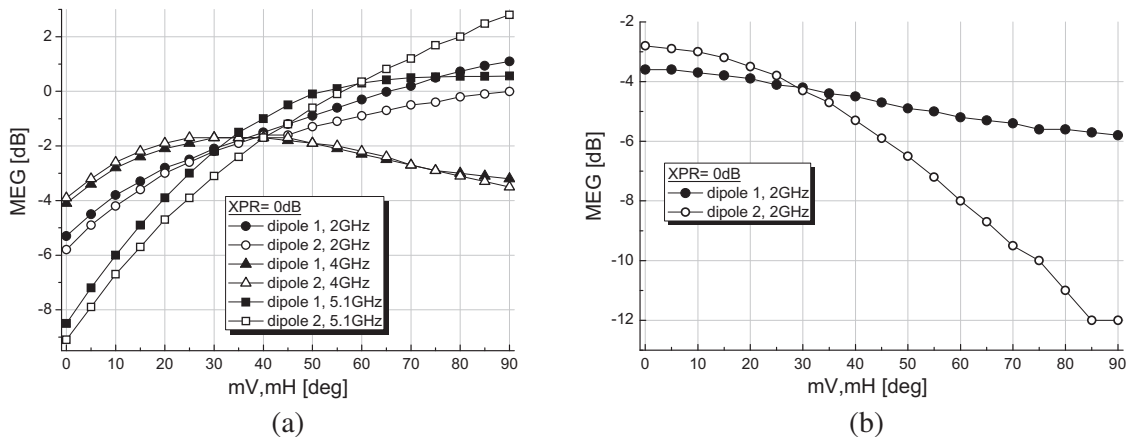 2
0
-2
-4
-6
-8
MEG [dB]
XPR= 0dB
dipole 1, 2GHz
dipole 2, 2GHz
dipole 1, 4GHz
dipole 2, 4GHz
dipole 1, 5.1GHz
dipole 2, 5.1GHz
0 10 20 30 40 50 60 70 80 90
mV,mH [deg]
(a)
-2
-4
-6
-8
-10
-12
MEG [dB]
XPR= 0dB
dipole 1, 2GHz
dipole 2, 2GHz
0 10 20 30 40 50 60 70 80 90
mV,mH [deg]
(b)